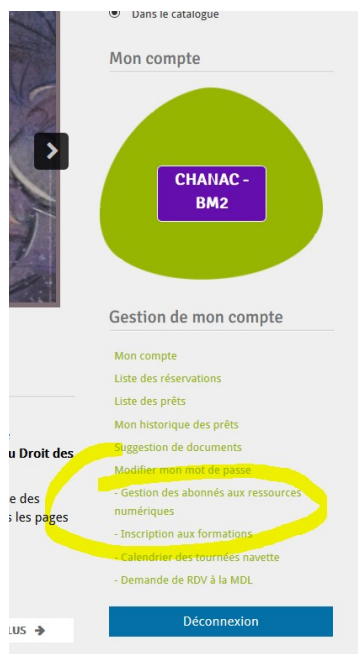 Dans le catalogue
Mon compte
CHANAC -
BM2
Gestion de mon compte
Mon compte
Liste des réservations
Liste des prêts
Mon historique des prêts
Suggestion de documents
Modifier mon mot de passe
- Gestion des abonnés aux ressources
numériques
- Inscription aux formations
- Calendrier des tournées navette
- Demande de RDV à la MDL
Déconnexion
u Droit des
e des
s les pages
LUS